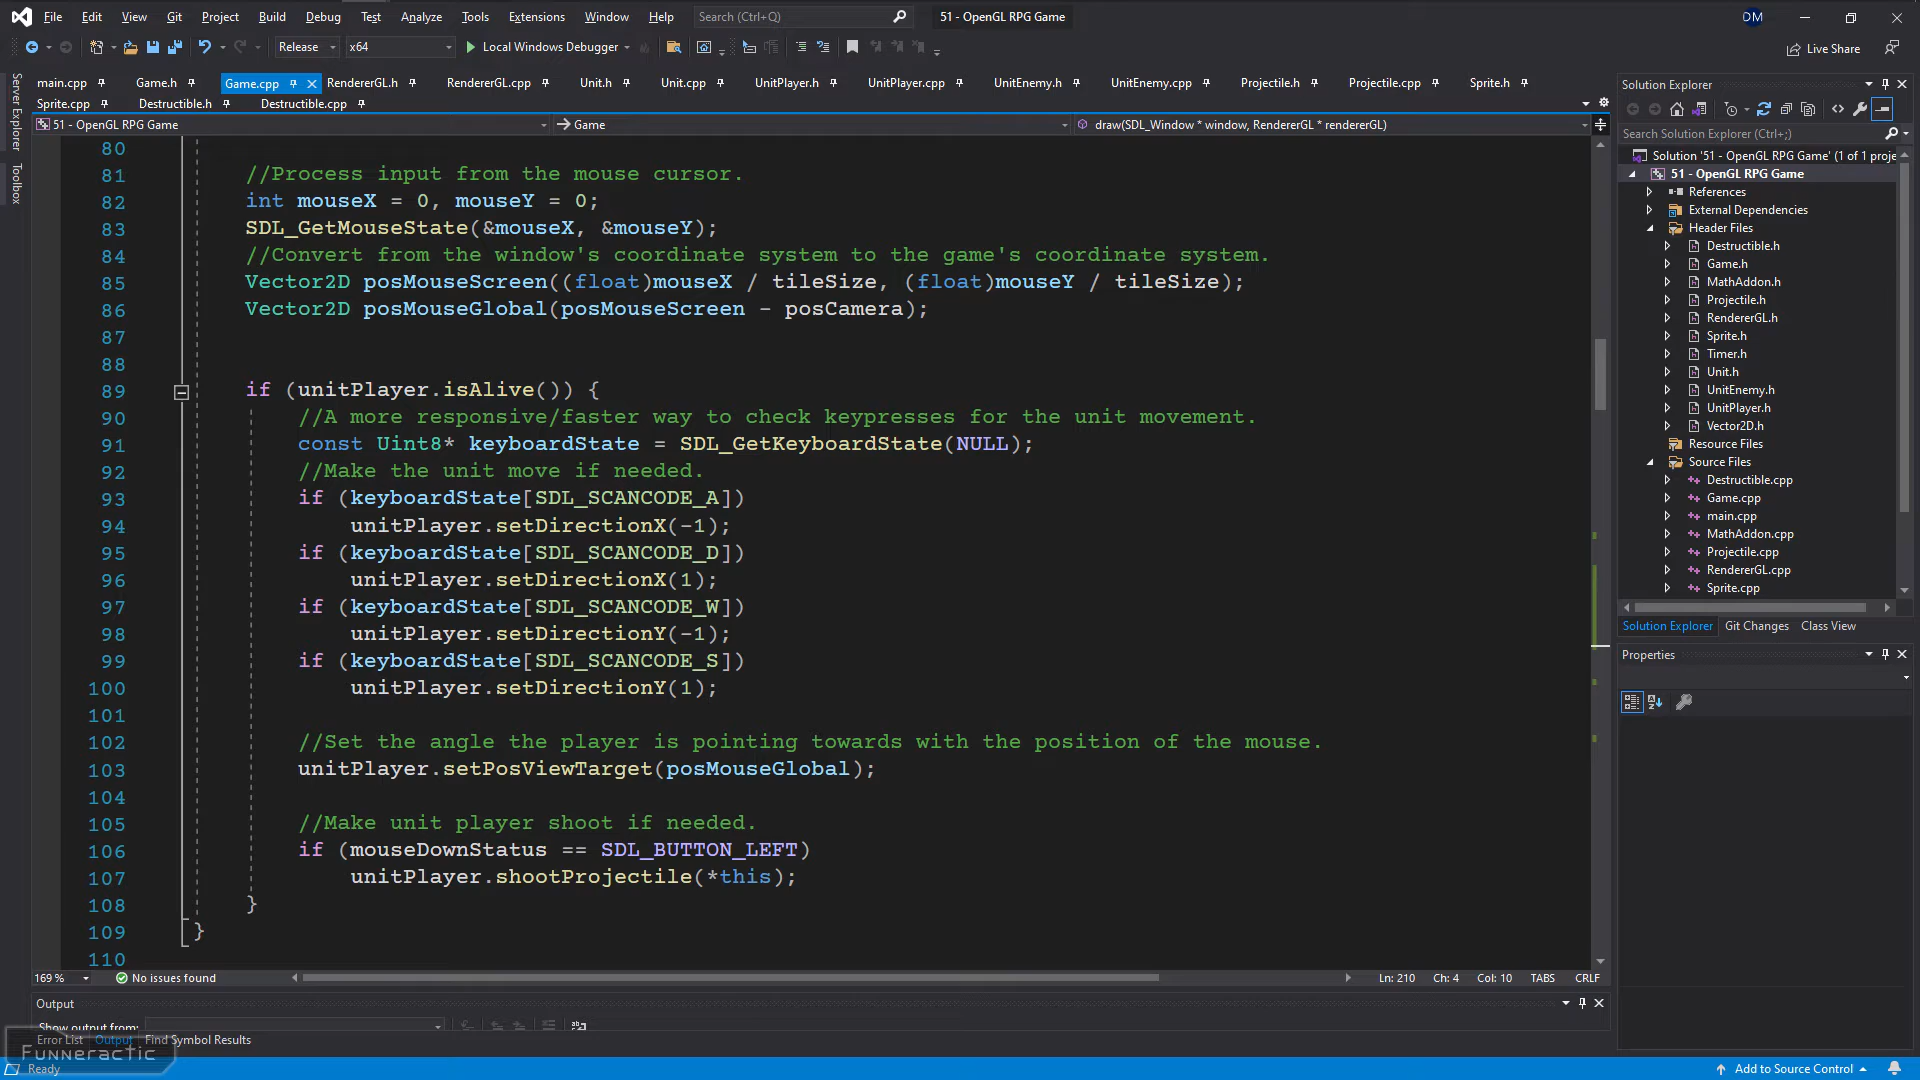 File Edit View Git Project Build Debug Test Analyze Tools Extensions Window Help Search (Ctrl+Q) 51 - OpenGL RPG Game DM
Release x64 Local Windows Debugger Live Share
Server Explorer
Toolbox
main.cpp Game.h Game.cpp RendererGL.h RendererGL.cpp Unit.h Unit.cpp UnitPlayer.h UnitPlayer.cpp UnitEnemy.h UnitEnemy.cpp Projectile.h Projectile.cpp Sprite.h
Sprite.cpp Destructible.h Destructible.cpp
51 - OpenGL RPG Game Game draw(SDL_Window * window, RendererGL * rendererGL)
80
81 //Process input from the mouse cursor.
82 int mouseX = 0, mouseY = 0;
83 SDL_GetMouseState(&mouseX, &mouseY);
84 //Convert from the window's coordinate system to the game's coordinate system.
85 Vector2D posMouseScreen((float)mouseX / tileSize, (float)mouseY / tileSize);
86 Vector2D posMouseGlobal(posMouseScreen - posCamera);
87
88
89 if (unitPlayer.isAlive()) {
90 //A more responsive/faster way to check keypresses for the unit movement.
91 const Uint8* keyboardState = SDL_GetKeyboardState(NULL);
92 //Make the unit move if needed.
93 if (keyboardState[SDL_SCANCODE_A])
94 unitPlayer.setDirectionX(-1);
95 if (keyboardState[SDL_SCANCODE_D])
96 unitPlayer.setDirectionX(1);
97 if (keyboardState[SDL_SCANCODE_W])
98 unitPlayer.setDirectionY(-1);
99 if (keyboardState[SDL_SCANCODE_S])
100 unitPlayer.setDirectionY(1);
101
102 //Set the angle the player is pointing towards with the position of the mouse.
103 unitPlayer.setPosViewTarget(posMouseGlobal);
104
105 //Make unit player shoot if needed.
106 if (mouseDownStatus == SDL_BUTTON_LEFT)
107 unitPlayer.shootProjectile(*this);
108 }
109 }
110
169 % No issues found Ln: 210 Ch: 4 Col: 10 TABS CRLF
Output
Show output from:
Error List Output Find Symbol Results
Funneractic
Ready Add to Source Control
Solution Explorer
Search Solution Explorer (Ctrl+;)
Solution '51 - OpenGL RPG Game' (1 of 1 proje
51 - OpenGL RPG Game
References
External Dependencies
Header Files
Destructible.h
Game.h
MathAddon.h
Projectile.h
RendererGL.h
Sprite.h
Timer.h
Unit.h
UnitEnemy.h
UnitPlayer.h
Vector2D.h
Resource Files
Source Files
Destructible.cpp
Game.cpp
main.cpp
MathAddon.cpp
Projectile.cpp
RendererGL.cpp
Sprite.cpp
Solution Explorer Git Changes Class View
Properties